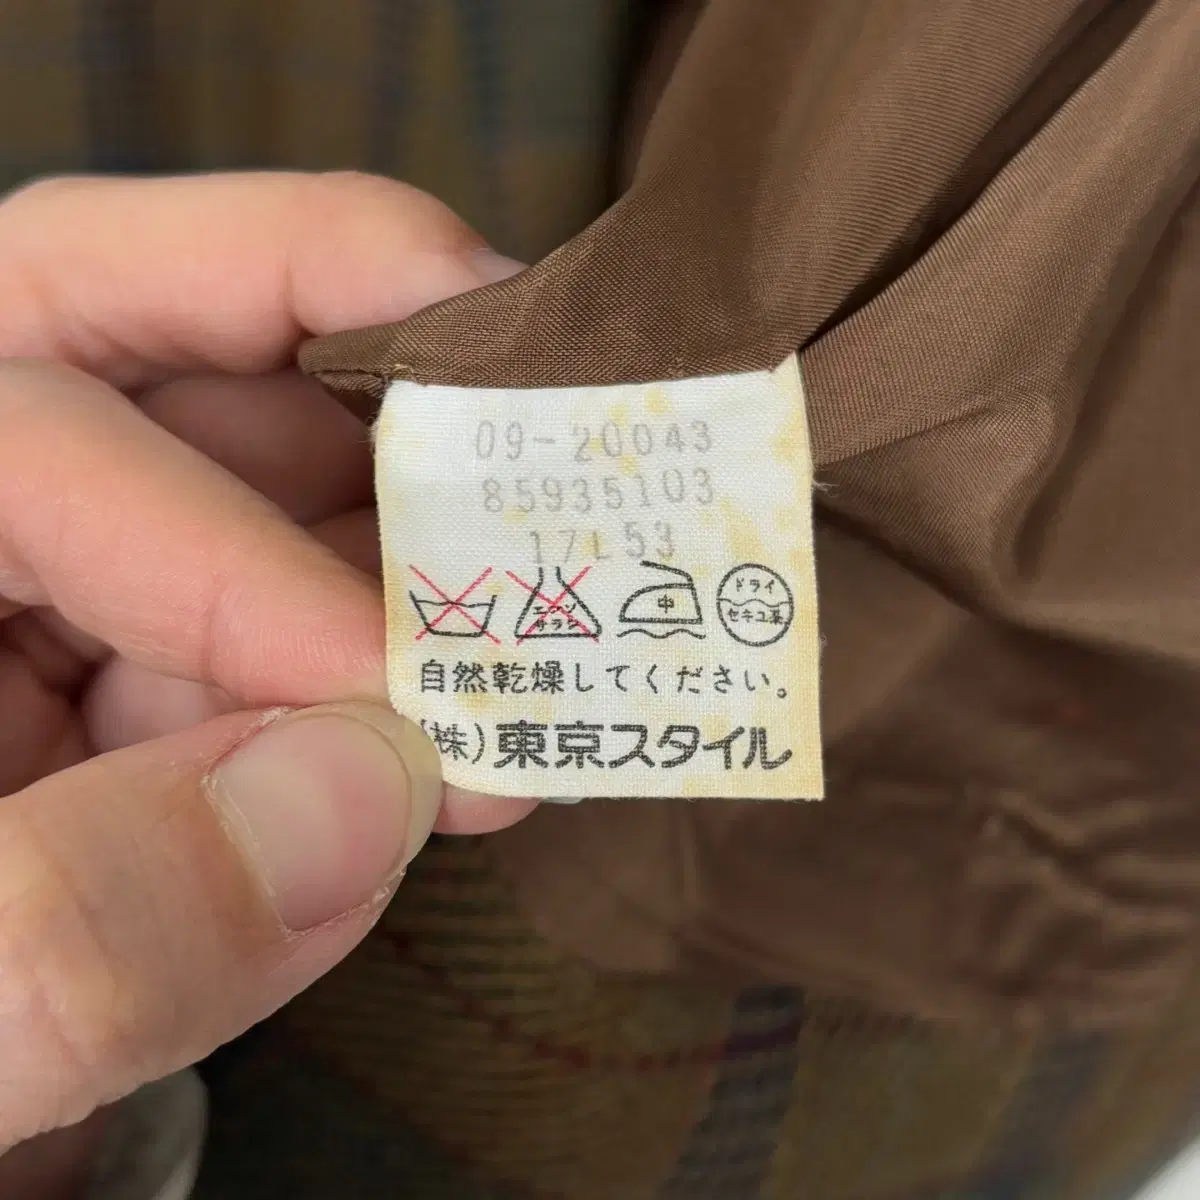 09-20043
85935103
17L53
エンソ サラシ 中 ドライ セキユ系
自然乾燥してください。
(株)東京スタイル